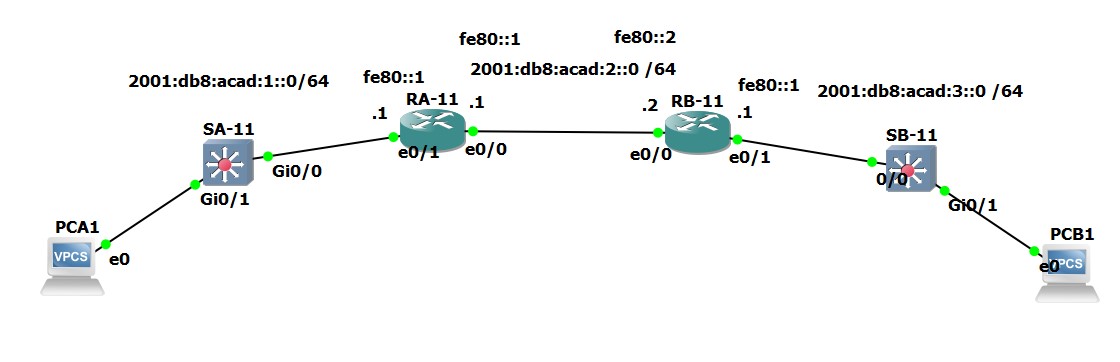 fe80::1
fe80::2
2001:db8:acad:1::0/64
fe80::1
2001:db8:acad:2::0 /64
fe80::1
2001:db8:acad:3::0 /64
.1
RA-11
.1
.2
RB-11
.1
SA-11
e0/1
e0/0
e0/0
e0/1
SB-11
Gi0/0
0/0
Gi0/1
Gi0/1
PCA1
VPCS
e0
PCB1
e0
VPCS